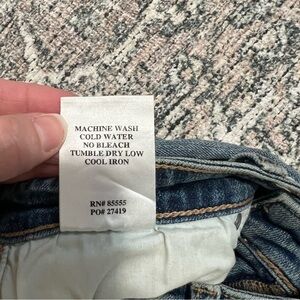 MACHINE WASH
COLD WATER
NO BLEACH
TUMBLE DRY LOW
COOL IRON
RN# 85555
PO# 27419